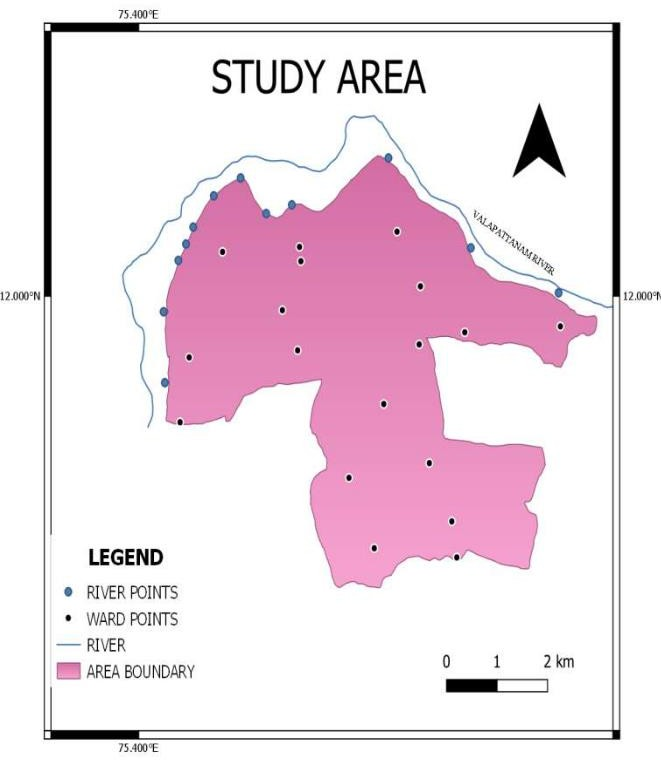 75.400°E
STUDY AREA
VALAPATTANAM RIVER
12.000°N
12.000°N
LEGEND
RIVER POINTS
WARD POINTS
RIVER
AREA BOUNDARY
0 1 2 km
75.400°E